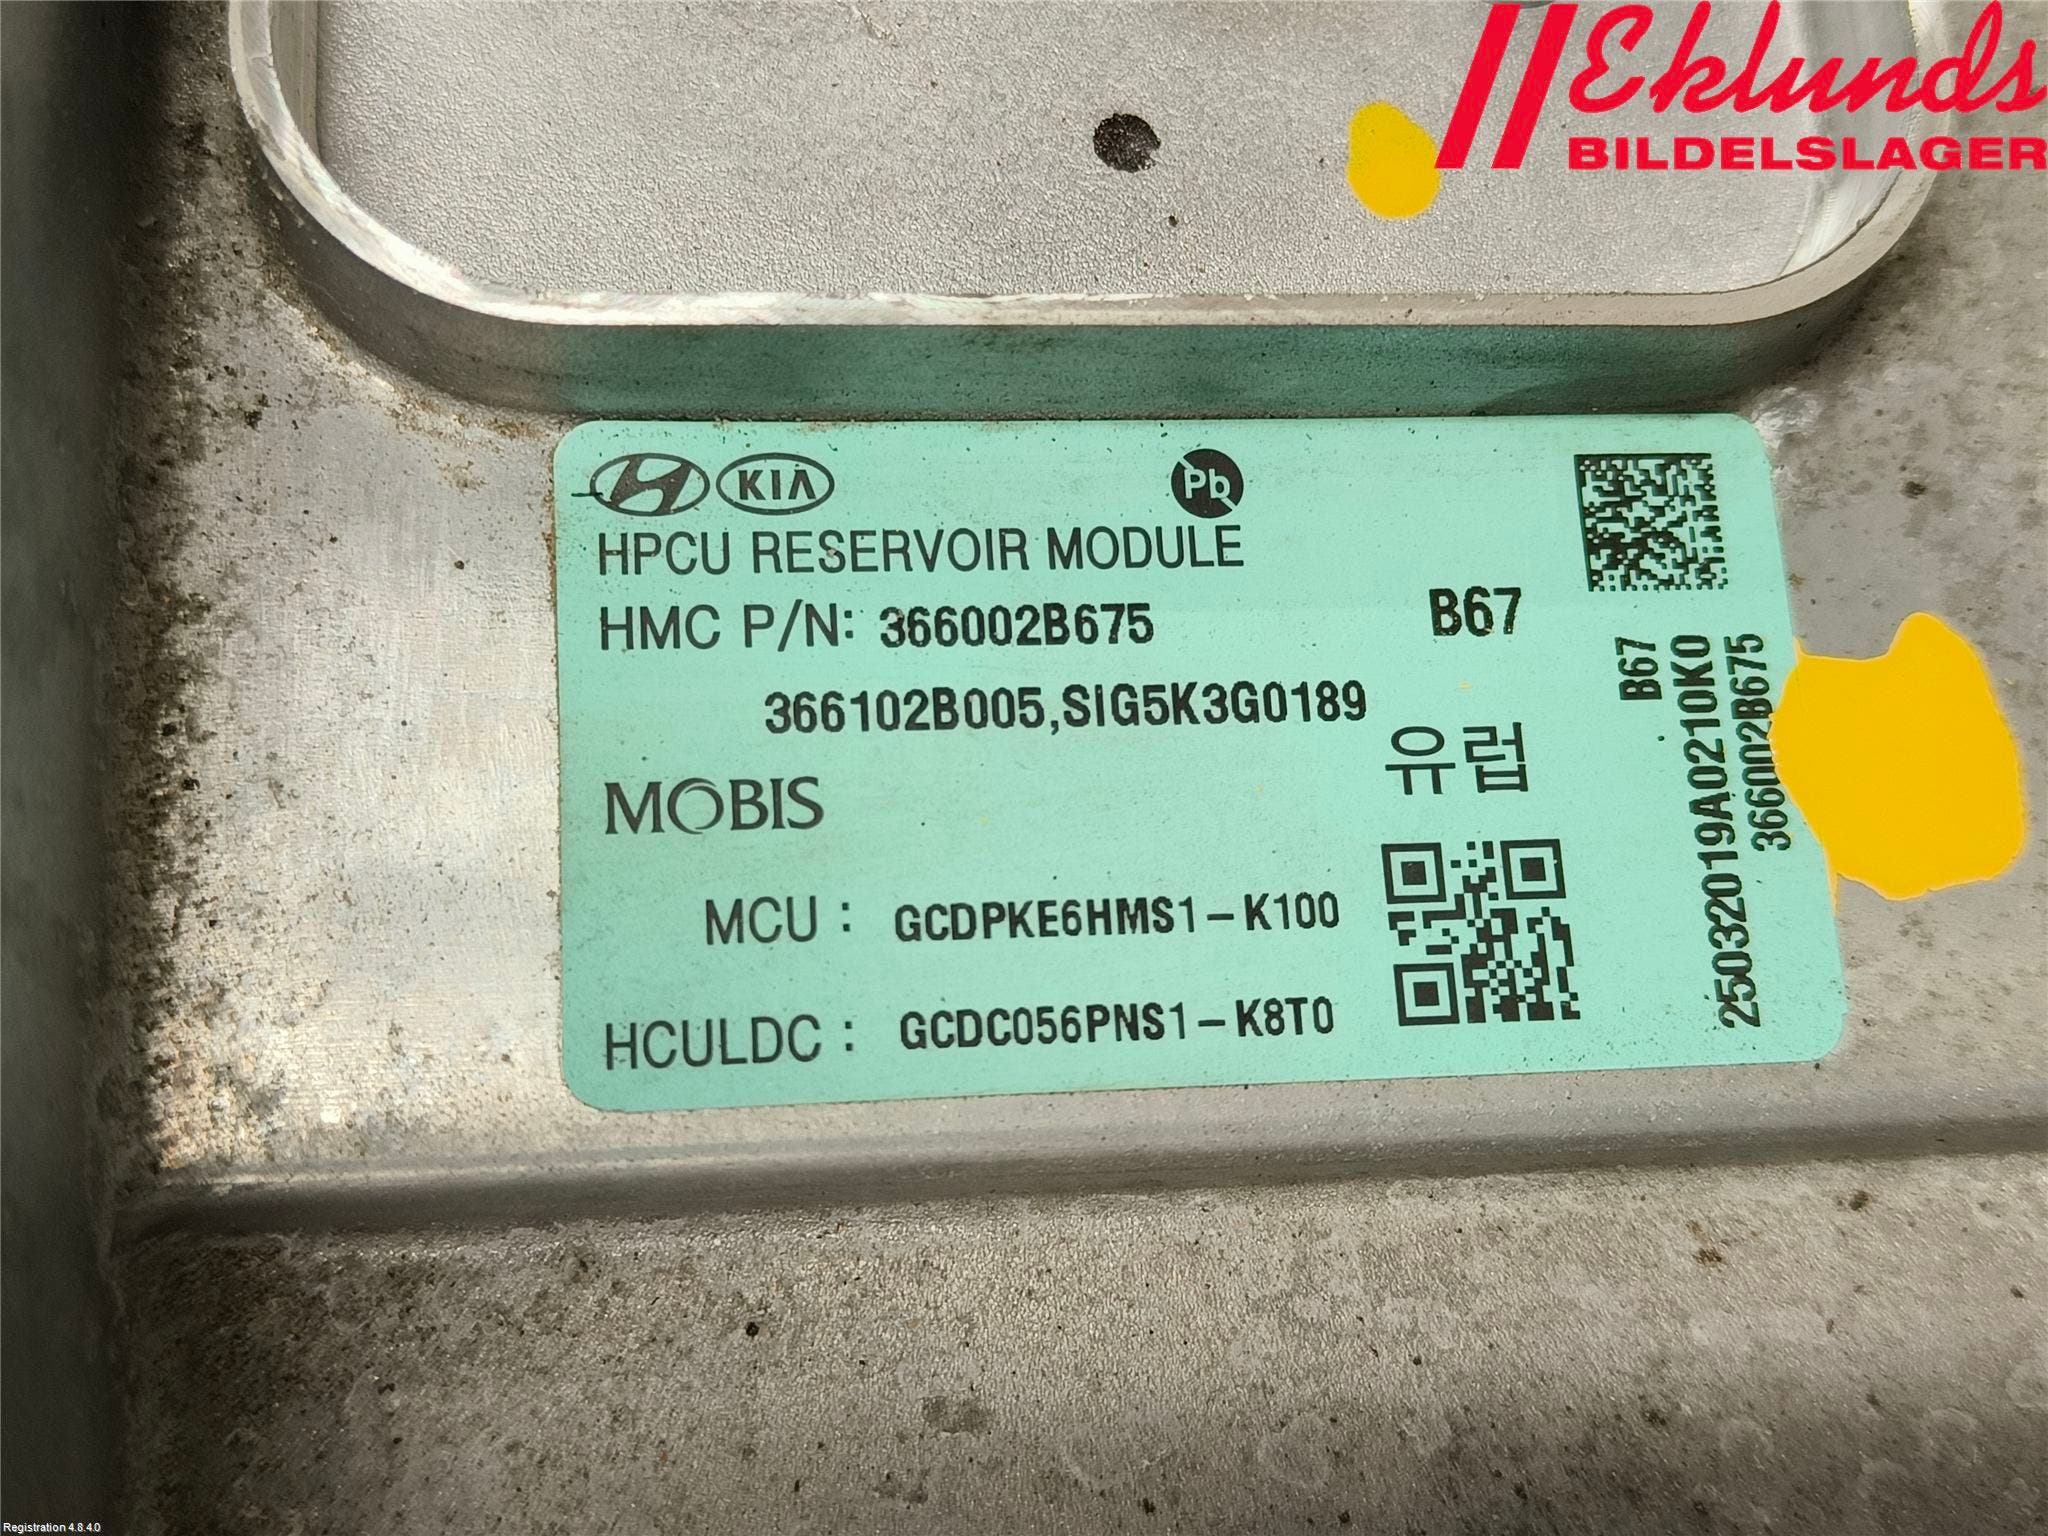 Eklunds
BILDELSLAGER
KIA
Pb
HPCU RESERVOIR MODULE
HMC P/N: 366002B675
B67
366102B005,SIG5K3G0189
유럽
MOBIS
MCU : GCDPKE6HMS1-K100
HCULDC : GCDC056PNS1-K8T0
B67
25032019A0210K0
366002B675
Registration 4.8.4.0